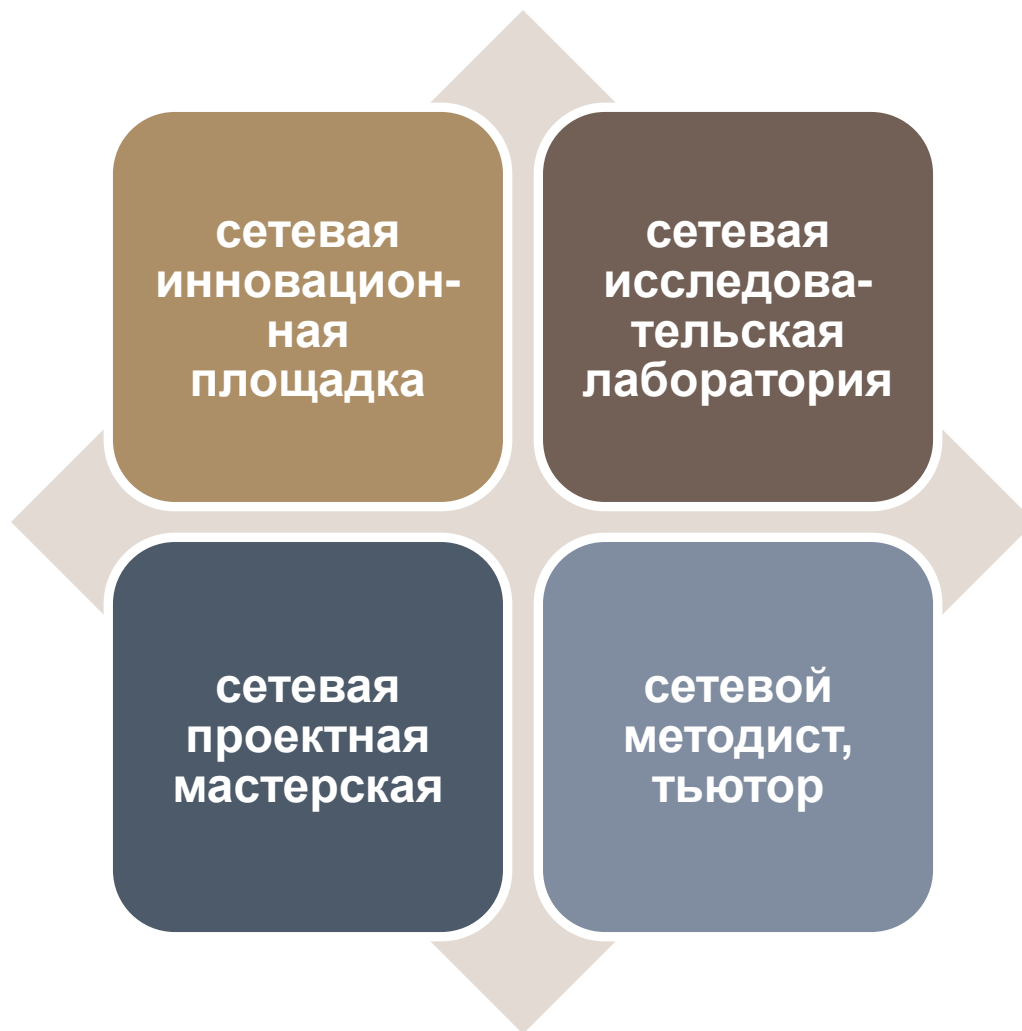 сетевая
инновацион-
ная
площадка
сетевая
исследова-
тельская
лаборатория
сетевая
проектная
мастерская
сетевой
методист,
тьютор